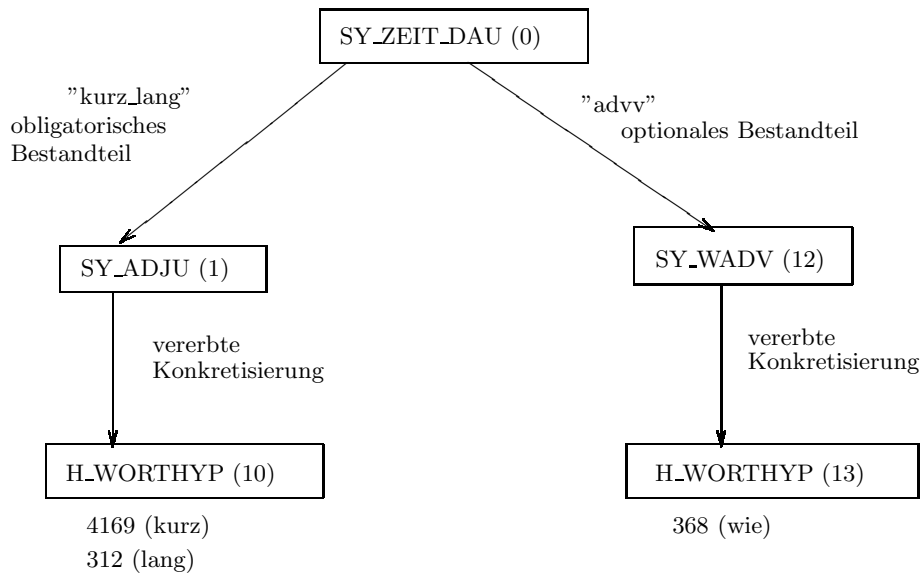 SY_ZEIT_DAU (0)
"kurz_lang"
obligatorisches
Bestandteil
"advv"
optionales Bestandteil
SY_ADJU (1)
SY_WADV (12)
vererbte
Konkretisierung
vererbte
Konkretisierung
H_WORTHYP (10)
H_WORTHYP (13)
4169 (kurz)
312 (lang)
368 (wie)